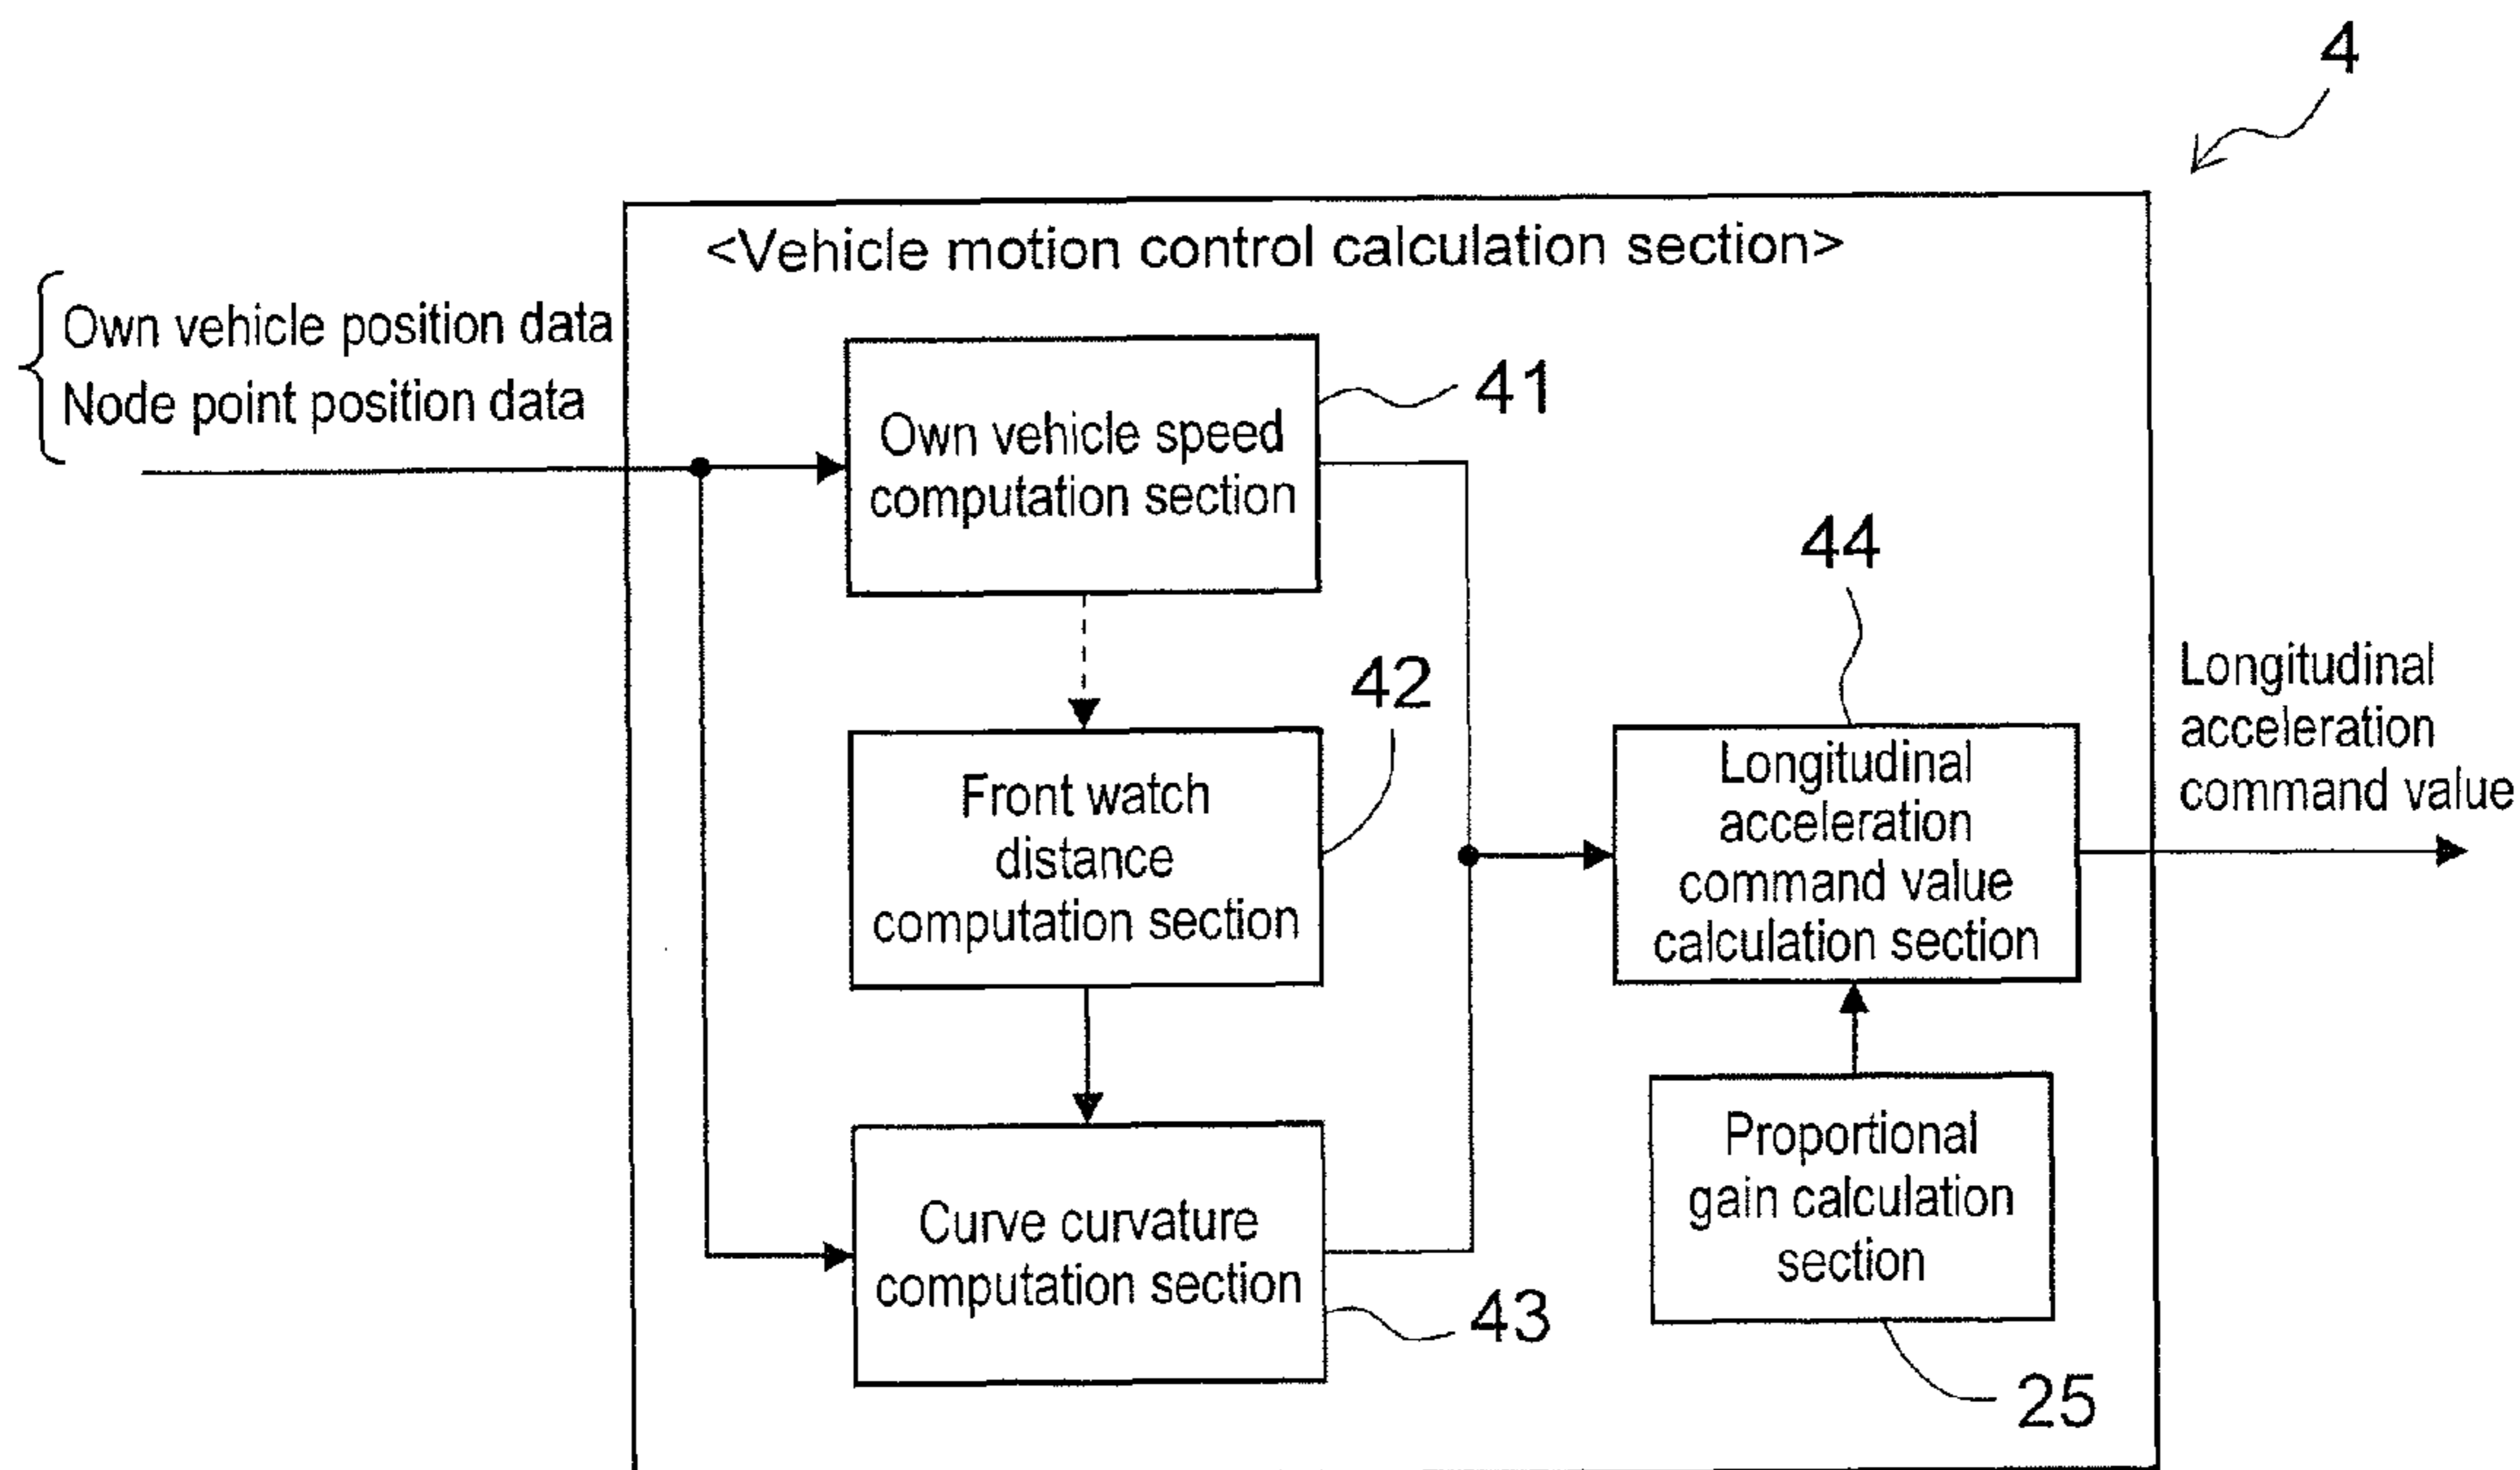 4
<Vehicle motion control calculation section>
Own vehicle position data
Node point position data
Own vehicle speed
computation section
41
Front watch
distance
computation section
42
Curve curvature
computation section
43
44
Longitudinal
acceleration
command value
calculation section
Proportional
gain calculation
section
25
Longitudinal
acceleration
command value